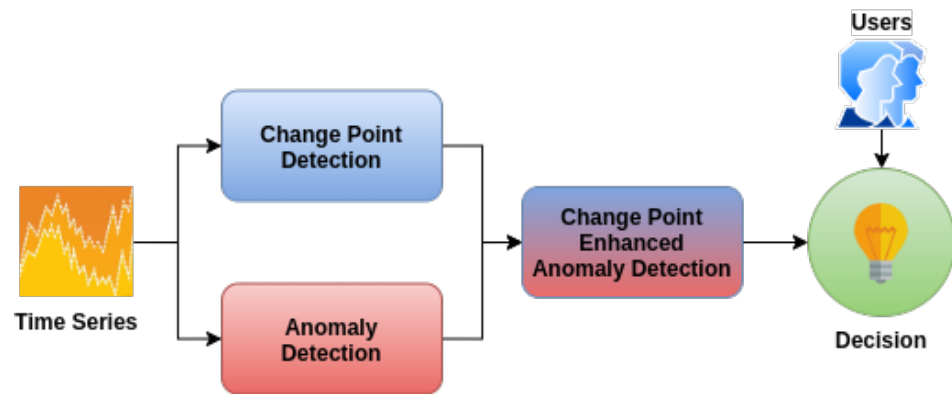 Users
Change Point
Detection
Change Point
Enhanced
Anomaly Detection
Time Series
Anomaly
Detection
Decision